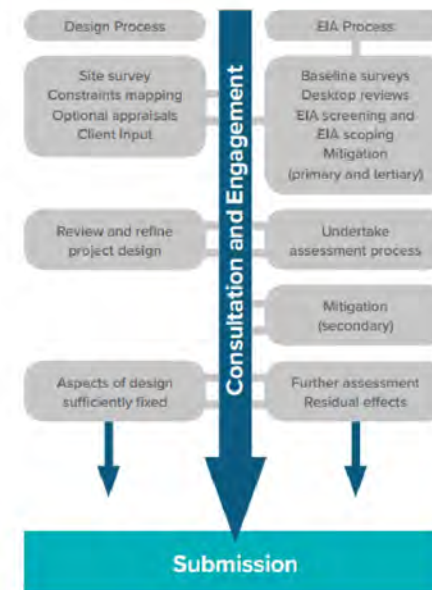 Design Process
EIA Process
Site survey
Constraints mapping
Optional appraisals
Client Input
Baseline surveys
Desktop reviews
EIA screening and
EIA scoping
Mitigation
(primary and tertiary)
Consultation and Engagement
Review and refine
project design
Undertake
assessment process
Mitigation
(secondary)
Aspects of design
sufficiently fixed
Further assessment
Residual effects
Submission